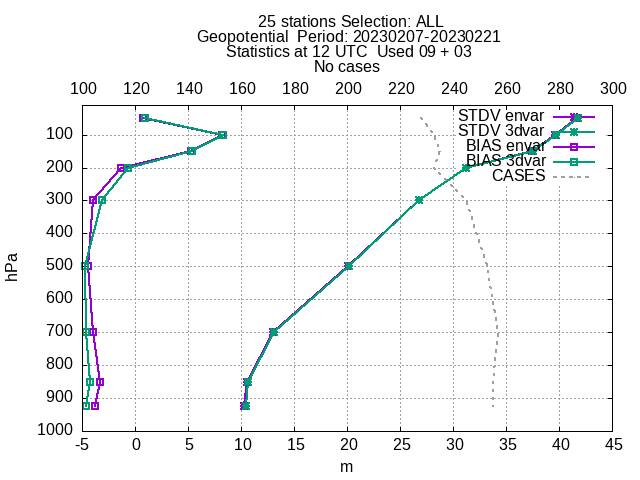 25 stations Selection: ALL
Geopotential  Period: 20230207-20230221
Statistics at 12 UTC  Used 09 + 03
No cases
100 120 140 160 180 200 220 240 260 280 300
STDV envar
STDV 3dvar
BIAS envar
BIAS 3dvar
CASES
100
200
300
400
500
600
700
800
900
1000
hPa
-5 0 5 10 15 20 25 30 35 40 45
m